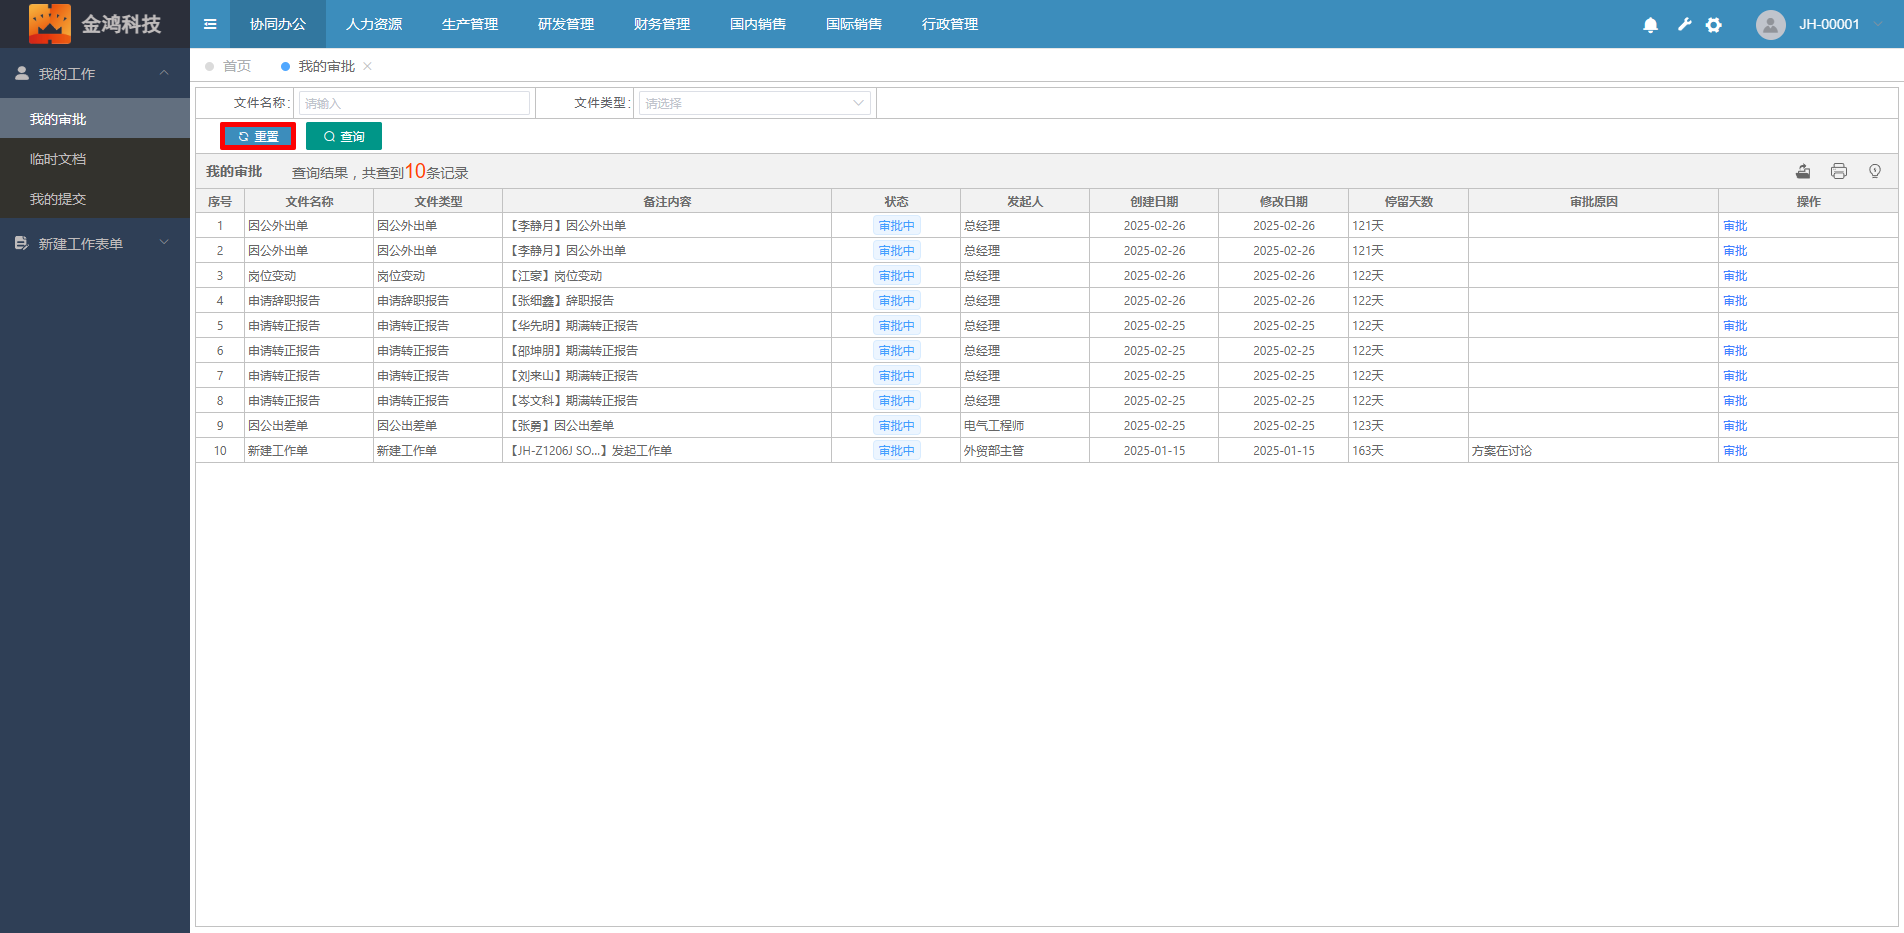 金鸿科技
协同办公 人力资源 生产管理 研发管理 财务管理 国内销售 国际销售 行政管理 JH-00001
我的工作
我的审批
临时文档
我的提交
新建工作表单
首页 我的审批
文件名称: 请输入 文件类型: 请选择
重置 查询
我的审批 查询结果，共查到10条记录
序号 文件名称 文件类型 备注内容 状态 发起人 创建日期 修改日期 停留天数 审批原因 操作
1 因公外出单 因公外出单 【李静月】因公外出单 审批中 总经理 2025-02-26 2025-02-26 121天 审批
2 因公外出单 因公外出单 【李静月】因公外出单 审批中 总经理 2025-02-26 2025-02-26 121天 审批
3 岗位变动 岗位变动 【江豪】岗位变动 审批中 总经理 2025-02-26 2025-02-26 122天 审批
4 申请辞职报告 申请辞职报告 【张细鑫】辞职报告 审批中 总经理 2025-02-26 2025-02-26 122天 审批
5 申请转正报告 申请转正报告 【华先明】期满转正报告 审批中 总经理 2025-02-25 2025-02-25 122天 审批
6 申请转正报告 申请转正报告 【邵坤朋】期满转正报告 审批中 总经理 2025-02-25 2025-02-25 122天 审批
7 申请转正报告 申请转正报告 【刘来山】期满转正报告 审批中 总经理 2025-02-25 2025-02-25 122天 审批
8 申请转正报告 申请转正报告 【岑文科】期满转正报告 审批中 总经理 2025-02-25 2025-02-25 122天 审批
9 因公出差单 因公出差单 【张勇】因公出差单 审批中 电气工程师 2025-02-25 2025-02-25 123天 审批
10 新建工作单 新建工作单 【JH-Z1206J SO...】发起工作单 审批中 外贸部主管 2025-01-15 2025-01-15 163天 方案在讨论 审批